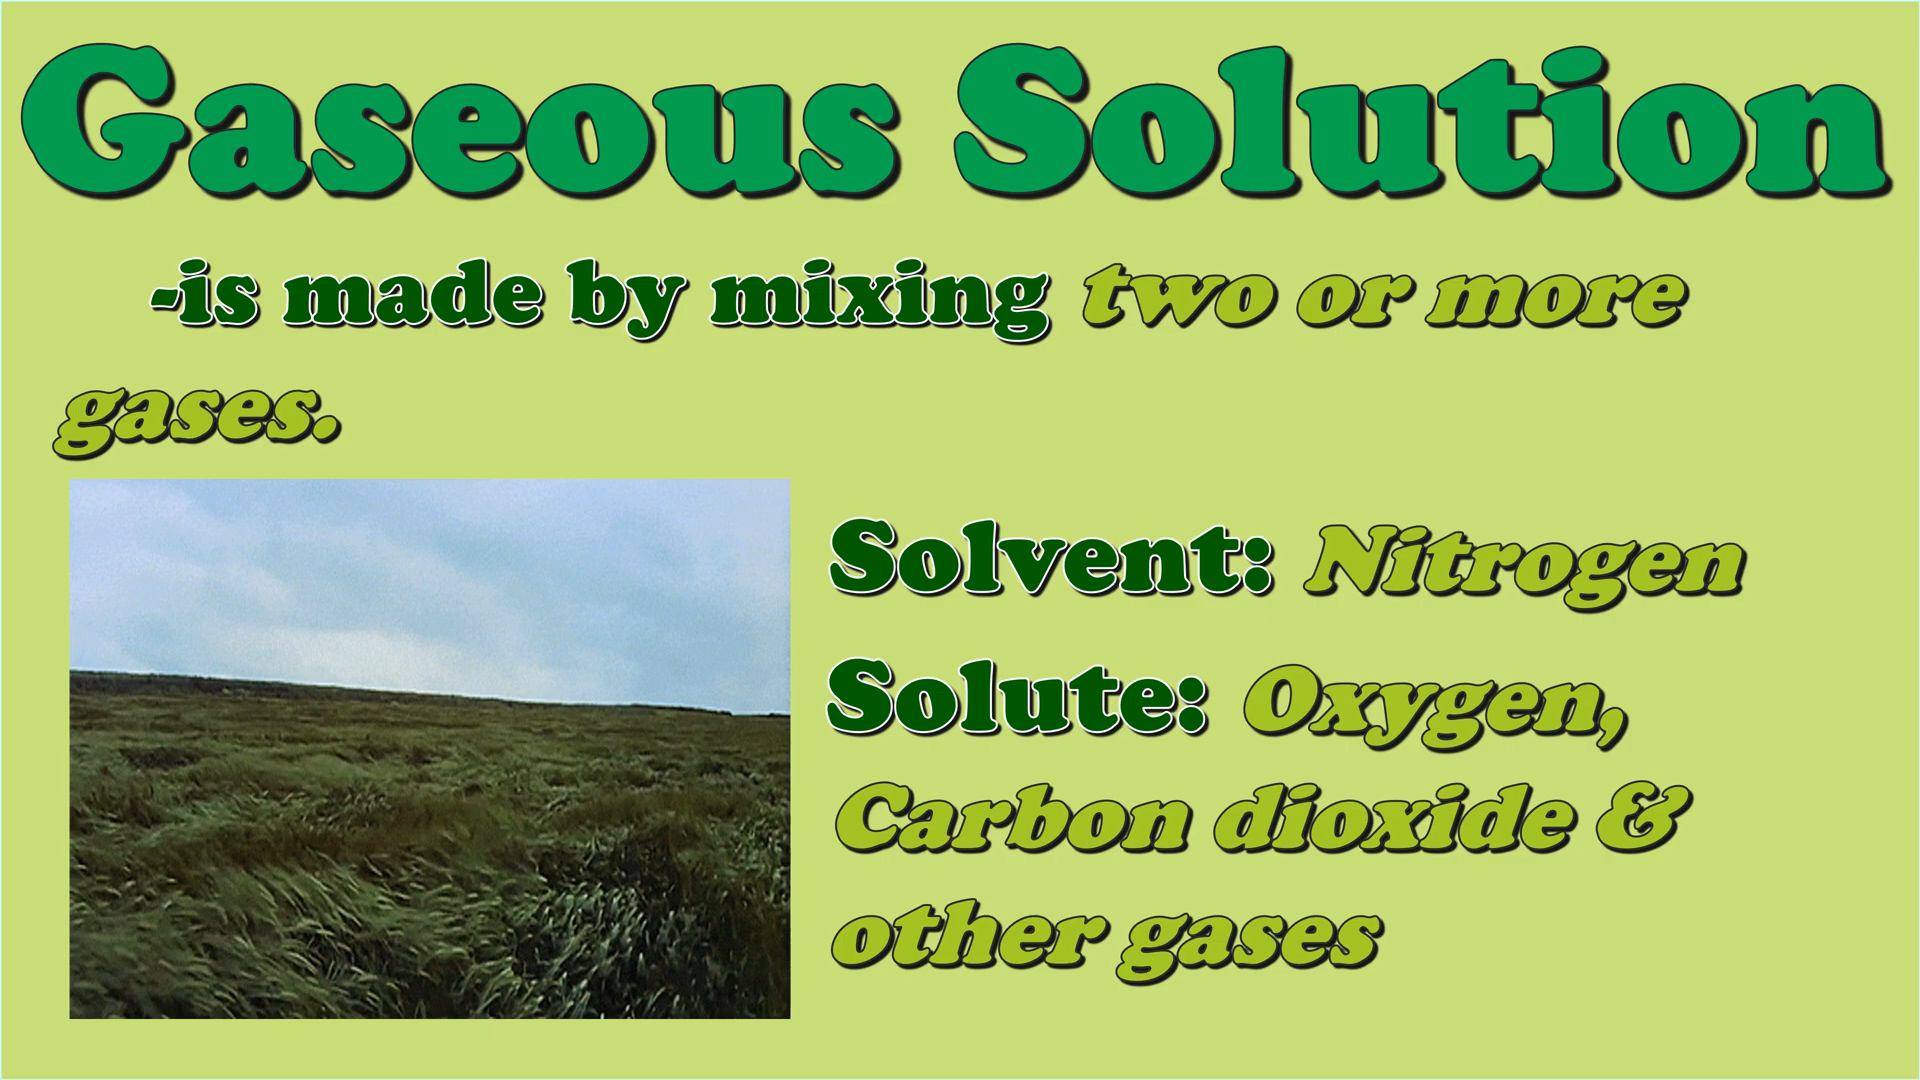 Gaseous Solution
-is made by mixing two or more
gases.
Solvent: Nitrogen
Solute: Oxygen,
Carbon dioxide &
other gases